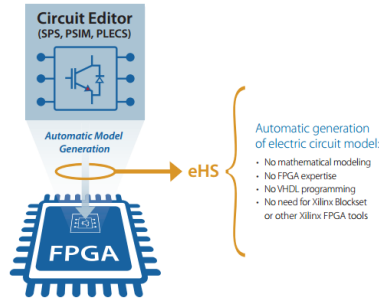 Circuit Editor
(SPS, PSIM, PLECS)
Automatic Model
Generation
eHS
FPGA
Automatic generation
of electric circuit model:
• No mathematical modeling
• No FPGA expertise
• No VHDL programming
• No need for Xilinx Blockset
or other Xilinx FPGA tools